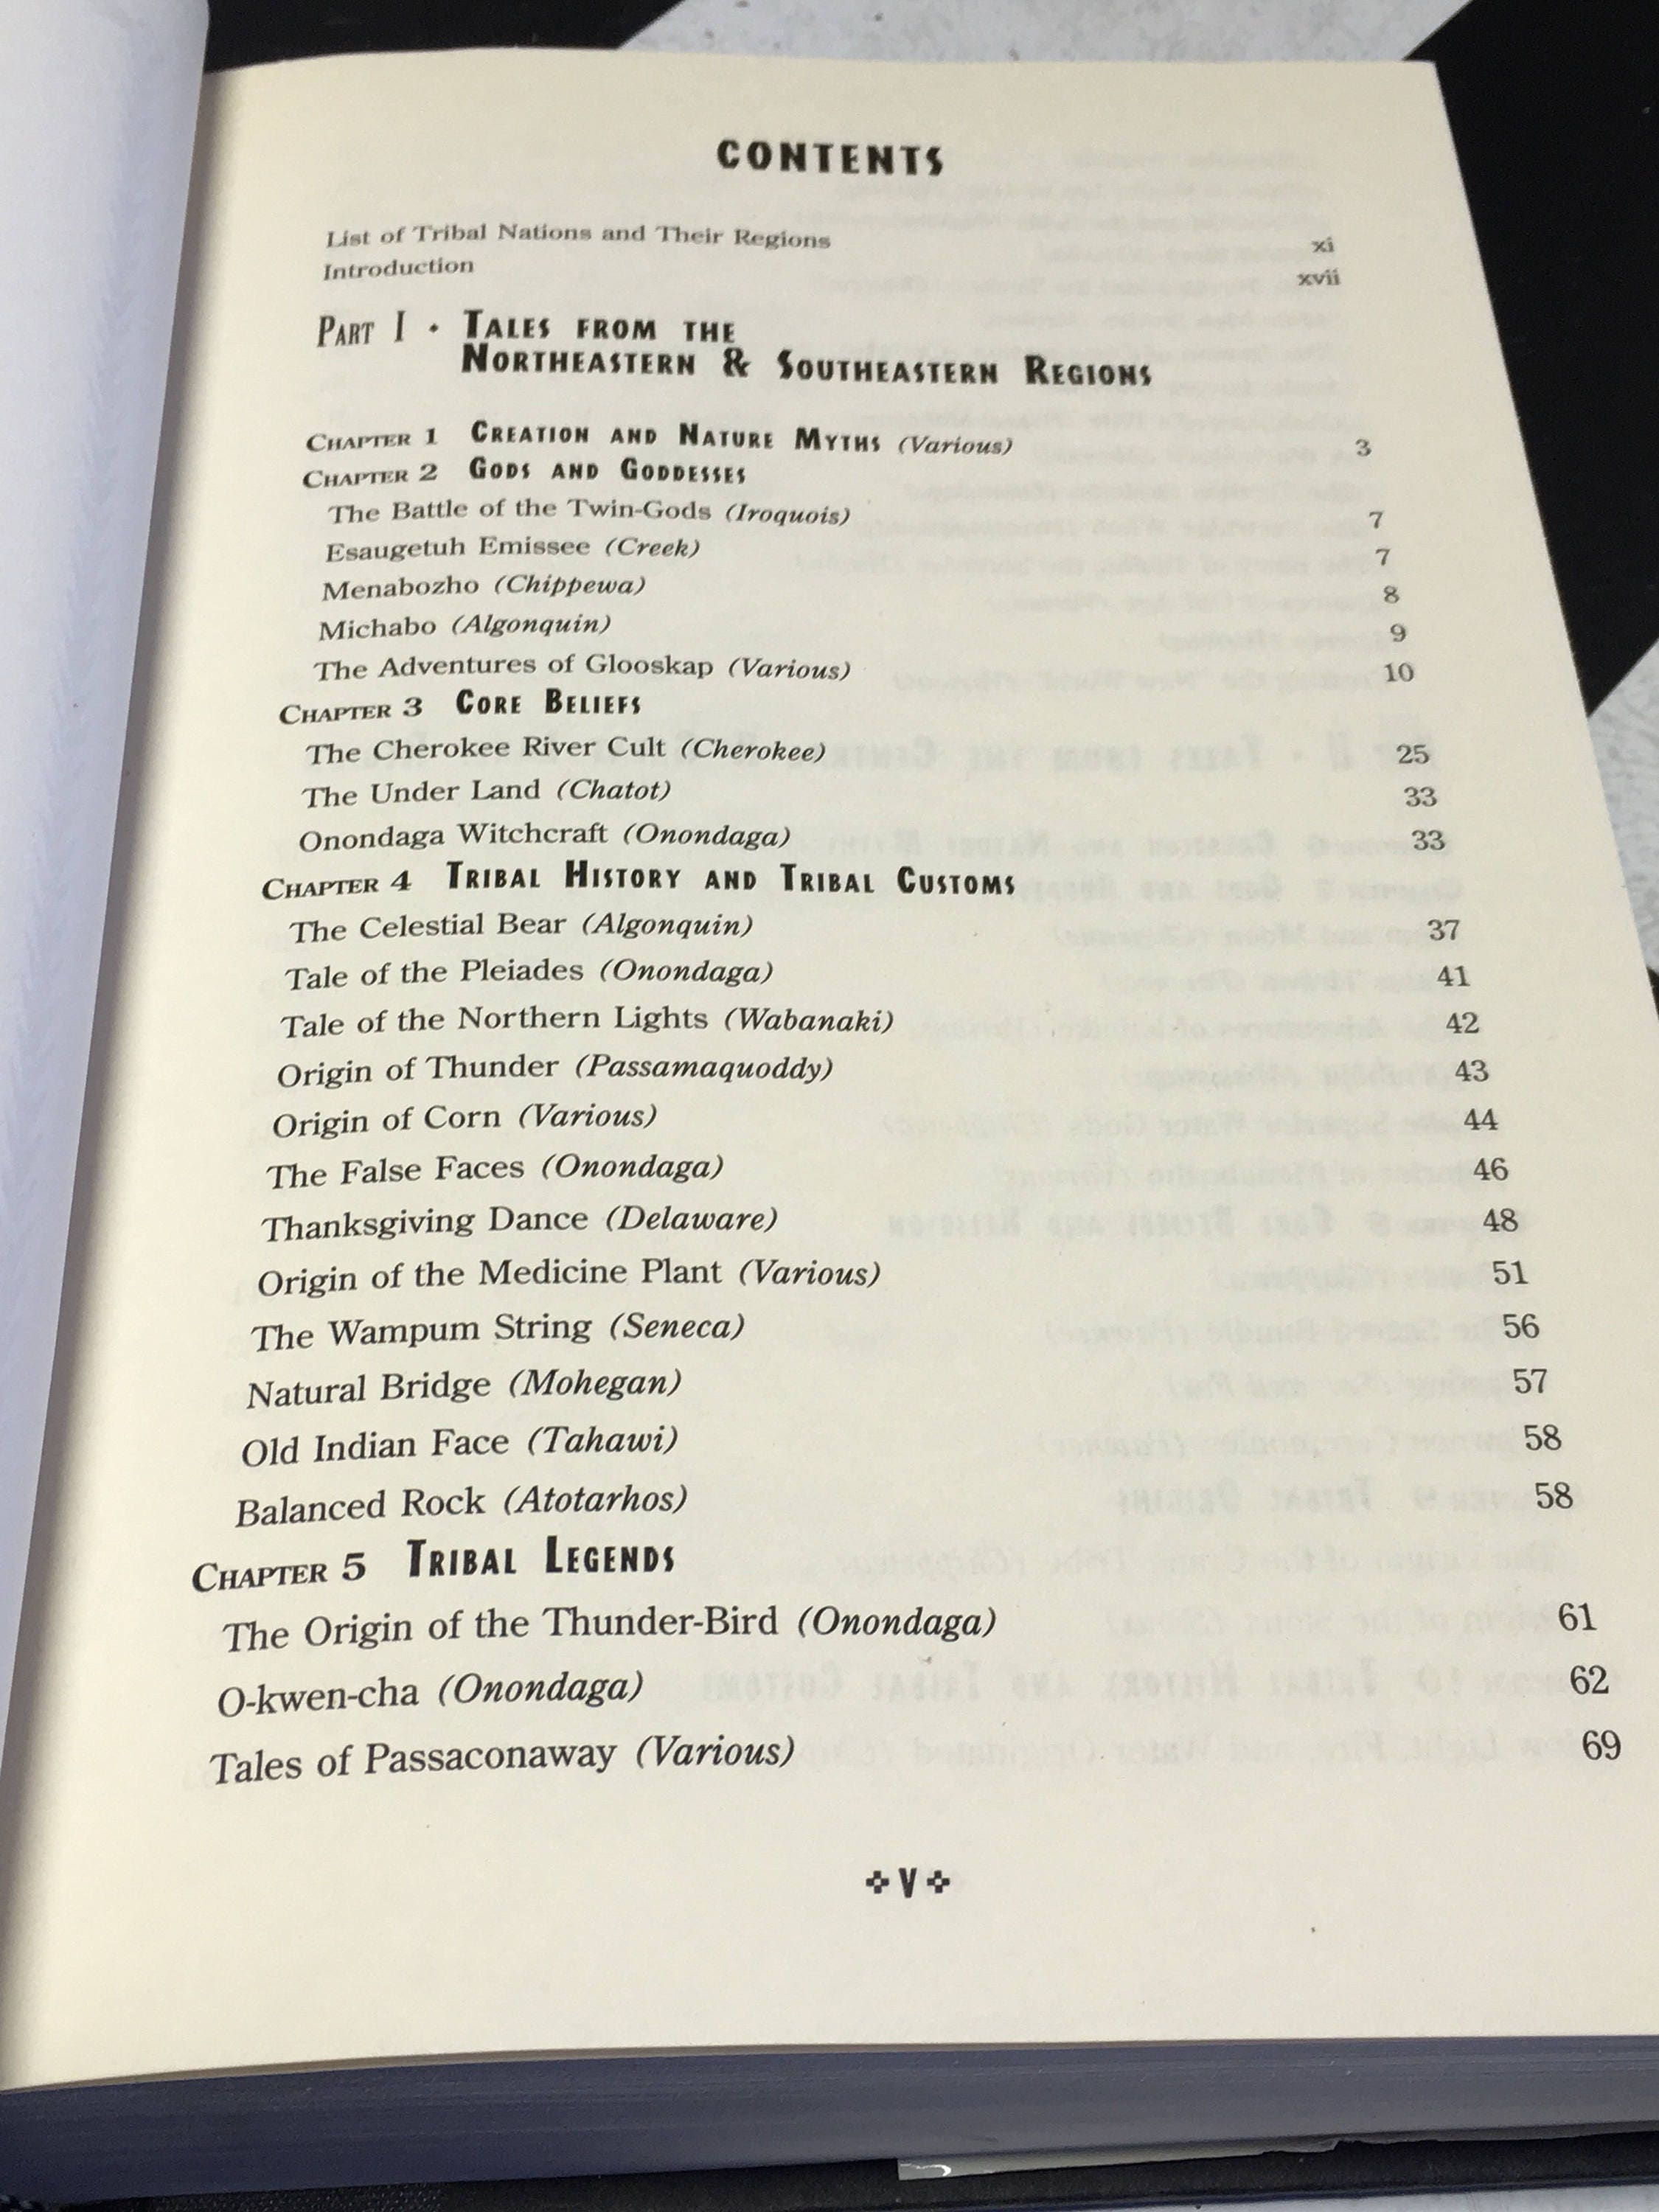 CONTENTS
List of Tribal Nations and Their Regions xi
Introduction xvii
PART I · TALES FROM THE
NORTHEASTERN & SOUTHEASTERN REGIONS
CHAPTER 1 CREATION AND NATURE MYTHS (Various) 3
CHAPTER 2 GODS AND GODDESSES
The Battle of the Twin-Gods (Iroquois) 7
Esaugetuh Emissee (Creek) 7
Menabozho (Chippewa) 8
Michabo (Algonquin) 9
The Adventures of Glooskap (Various) 10
CHAPTER 3 CORE BELIEFS
The Cherokee River Cult (Cherokee) 25
The Under Land (Chatot) 33
Onondaga Witchcraft (Onondaga) 33
CHAPTER 4 TRIBAL HISTORY AND TRIBAL CUSTOMS
The Celestial Bear (Algonquin) 37
Tale of the Pleiades (Onondaga) 41
Tale of the Northern Lights (Wabanaki) 42
Origin of Thunder (Passamaquoddy) 43
Origin of Corn (Various) 44
The False Faces (Onondaga) 46
Thanksgiving Dance (Delaware) 48
Origin of the Medicine Plant (Various) 51
The Wampum String (Seneca) 56
Natural Bridge (Mohegan) 57
Old Indian Face (Tahawi) 58
Balanced Rock (Atotarhos) 58
CHAPTER 5 TRIBAL LEGENDS
The Origin of the Thunder-Bird (Onondaga) 61
O-kwen-cha (Onondaga) 62
Tales of Passaconaway (Various) 69
V